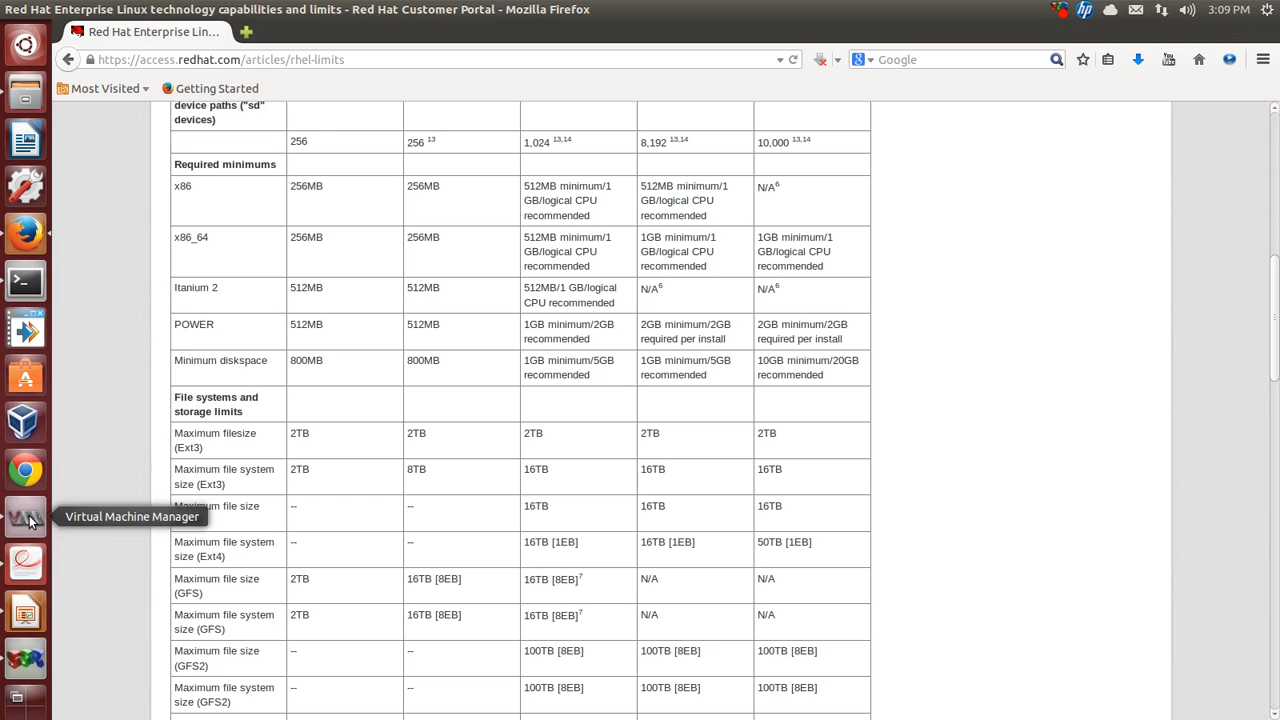 Red Hat Enterprise Linux technology capabilities and limits - Red Hat Customer Portal - Mozilla Firefox
3:09 PM
Red Hat Enterprise Lin...
https://access.redhat.com/articles/rhel-limits
Google
Most Visited
Getting Started
device paths ("sd"
devices)
256
256 13
1,024 13,14
8,192 13,14
10,000 13,14
Required minimums
x86
256MB
256MB
512MB minimum/1
GB/logical CPU
recommended
512MB minimum/1
GB/logical CPU
recommended
N/A6
x86_64
256MB
256MB
512MB minimum/1
GB/logical CPU
recommended
1GB minimum/1
GB/logical CPU
recommended
1GB minimum/1
GB/logical CPU
recommended
Itanium 2
512MB
512MB
512MB/1 GB/logical
CPU recommended
N/A6
N/A6
POWER
512MB
512MB
1GB minimum/2GB
recommended
2GB minimum/2GB
required per install
2GB minimum/2GB
required per install
Minimum diskspace
800MB
800MB
1GB minimum/5GB
recommended
1GB minimum/5GB
recommended
10GB minimum/20GB
recommended
File systems and
storage limits
Maximum filesize
(Ext3)
2TB
2TB
2TB
2TB
2TB
Maximum file system
size (Ext3)
2TB
8TB
16TB
16TB
16TB
Maximum file size
--
--
16TB
16TB
16TB
Virtual Machine Manager
Maximum file system
size (Ext4)
--
--
16TB [1EB]
16TB [1EB]
50TB [1EB]
Maximum file size
(GFS)
2TB
16TB [8EB]
16TB [8EB]7
N/A
N/A
Maximum file system
size (GFS)
2TB
16TB [8EB]
16TB [8EB]7
N/A
N/A
Maximum file size
(GFS2)
--
--
100TB [8EB]
100TB [8EB]
100TB [8EB]
Maximum file system
size (GFS2)
--
--
100TB [8EB]
100TB [8EB]
100TB [8EB]